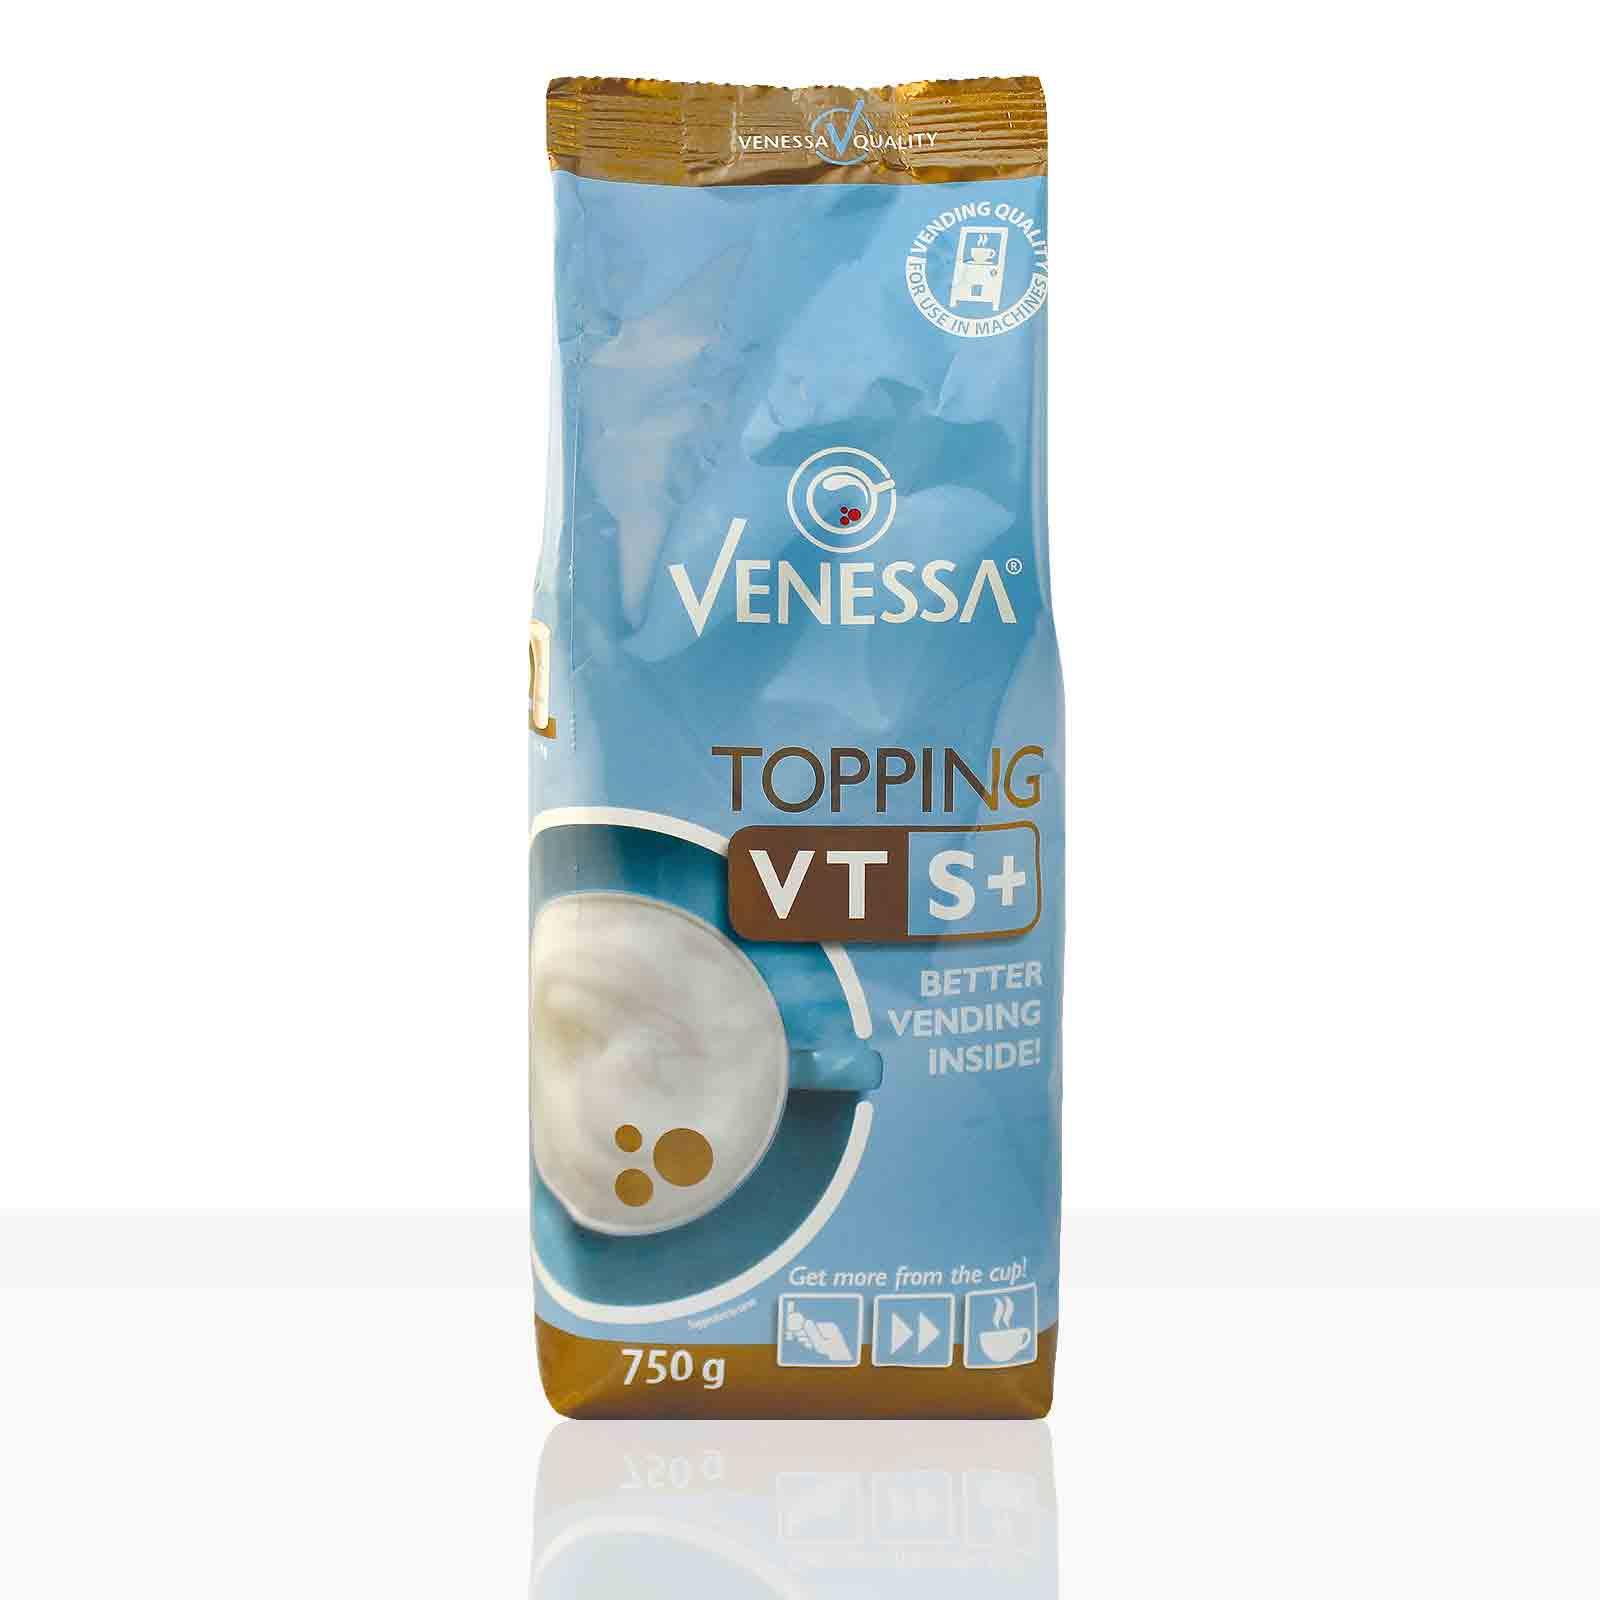 VENESSA QUALITY
VENDING QUALITY
FOR USE IN MACHINES
VENESSA®
TOPPING
VT S+
BETTER
VENDING
INSIDE!
Get more from the cup!
750 g